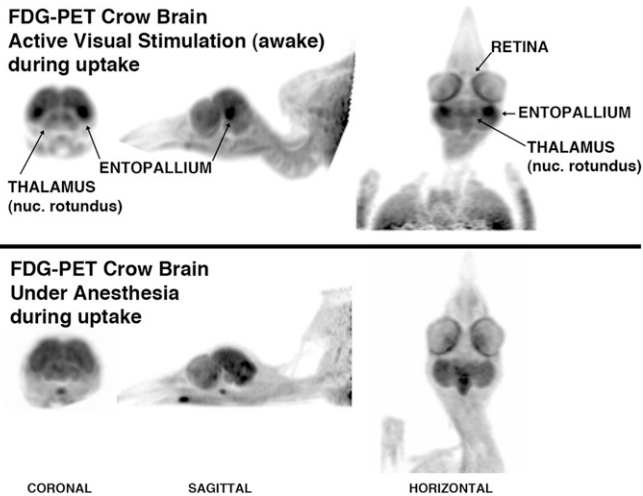 FDG-PET Crow Brain
Active Visual Stimulation (awake)
during uptake
RETINA
ENTOPALLIUM
THALAMUS
(nuc. rotundus)
ENTOPALLIUM
THALAMUS
(nuc. rotundus)
FDG-PET Crow Brain
Under Anesthesia
during uptake
CORONAL
SAGITTAL
HORIZONTAL